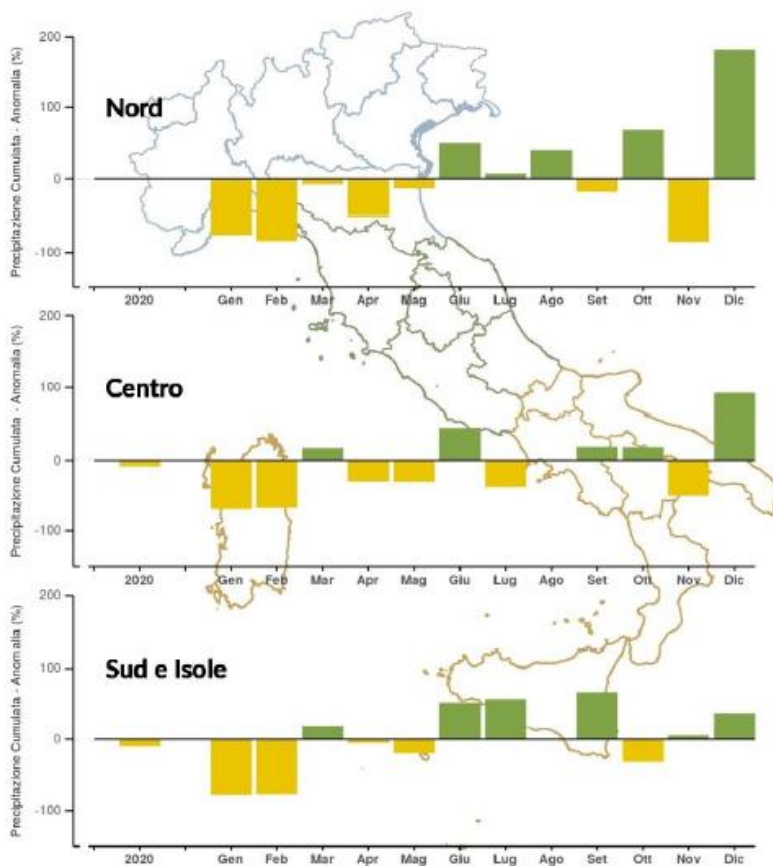 Precipitazione Cumulata - Anomalia (%)
200
100
0
-100
Nord
2020 Gen Feb Mar Apr Mag Giu Lug Ago Set Ott Nov Dic
Precipitazione Cumulata - Anomalia (%)
200
100
0
-100
Centro
2020 Gen Feb Mar Apr Mag Giu Lug Ago Set Ott Nov Dic
Precipitazione Cumulata - Anomalia (%)
200
100
0
-100
Sud e Isole
2020 Gen Feb Mar Apr Mag Giu Lug Ago Set Ott Nov Dic